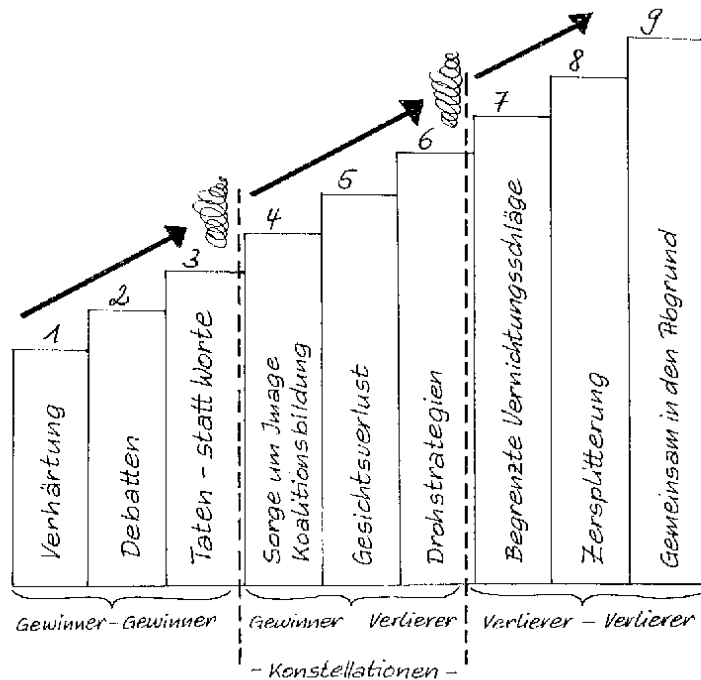 1
Verhärtung
2
Debatten
3
Taten – statt Worte
4
Sorge um Image
Koalitionsbildung
5
Gesichtsverlust
6
Drohstrategien
7
Begrenzte Vernichtungsschläge
8
Zersplitterung
9
Gemeinsam in den Abgrund
Gewinner–Gewinner
Gewinner Verlierer
Verlierer – Verlierer
- Konstellationen -